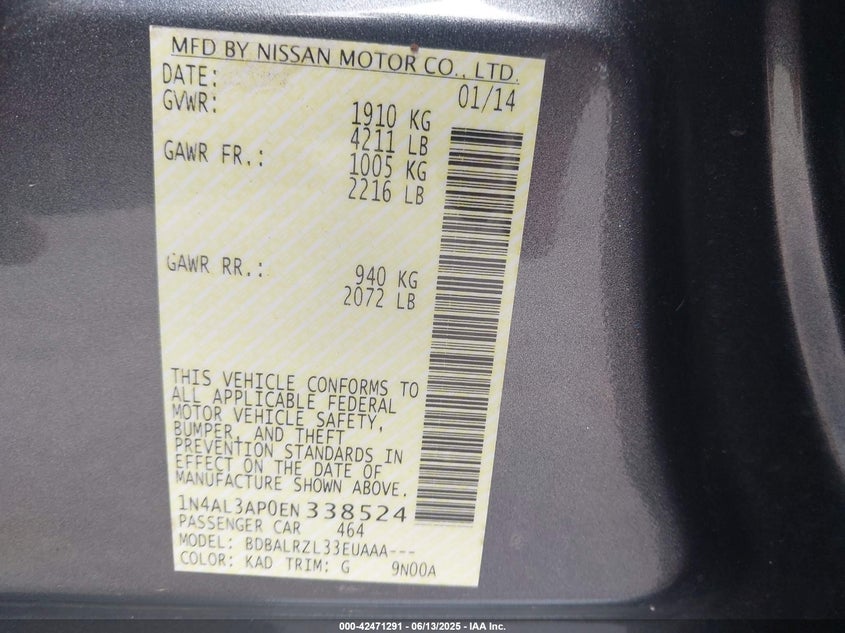 MFD BY NISSAN MOTOR CO., LTD.
DATE: 01/14
GVWR: 1910 KG
4211 LB
GAWR FR.: 1005 KG
2216 LB
GAWR RR.: 940 KG
2072 LB
THIS VEHICLE CONFORMS TO
ALL APPLICABLE FEDERAL
MOTOR VEHICLE SAFETY,
BUMPER, AND THEFT
PREVENTION STANDARDS IN
EFFECT ON THE DATE OF
MANUFACTURE SHOWN ABOVE.
1N4AL3AP0EN 338524
PASSENGER CAR 464
MODEL: BDBALRZL33EUAAA---
COLOR: KAD TRIM: G 9N00A
000-42471291 - 06/13/2025 - IAA Inc.